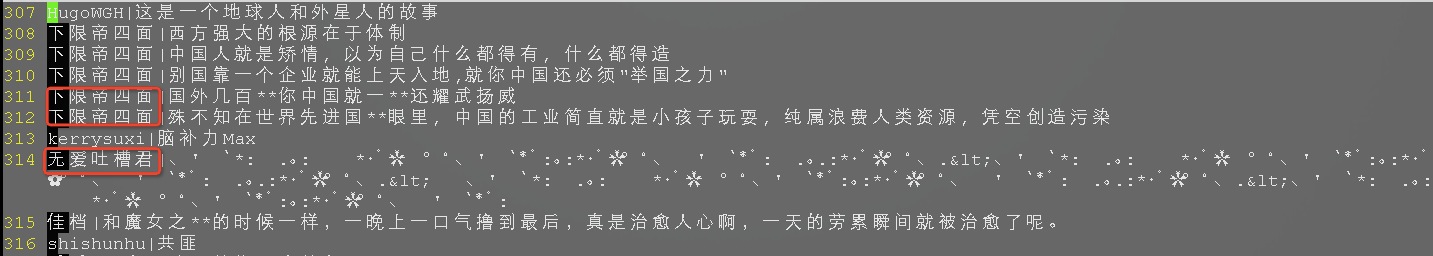 307 HugoWGH|这是一个地球人和外星人的故事
308 下限帝四面|西方强大的根源在于体制
309 下限帝四面|中国人就是矫情，以为自己什么都得有，什么都得造
310 下限帝四面|别国靠一个企业就能上天入地,就你中国还必须"举国之力"
311 下限帝四面|国外几百**你中国就一**还耀武扬威
312 下限帝四面|殊不知在世界先进国**眼里，中国的工业简直就是小孩子玩耍，纯属浪费人类资源，凭空创造污染
313 kerrysuxi|脑补力Max
314 无爱吐槽君|
315 佳档|和魔女之**的时候一样，一晚上一口气撸到最后，真是治愈人心啊，一天的劳累瞬间就被治愈了呢。
316 shishunhu|共匪